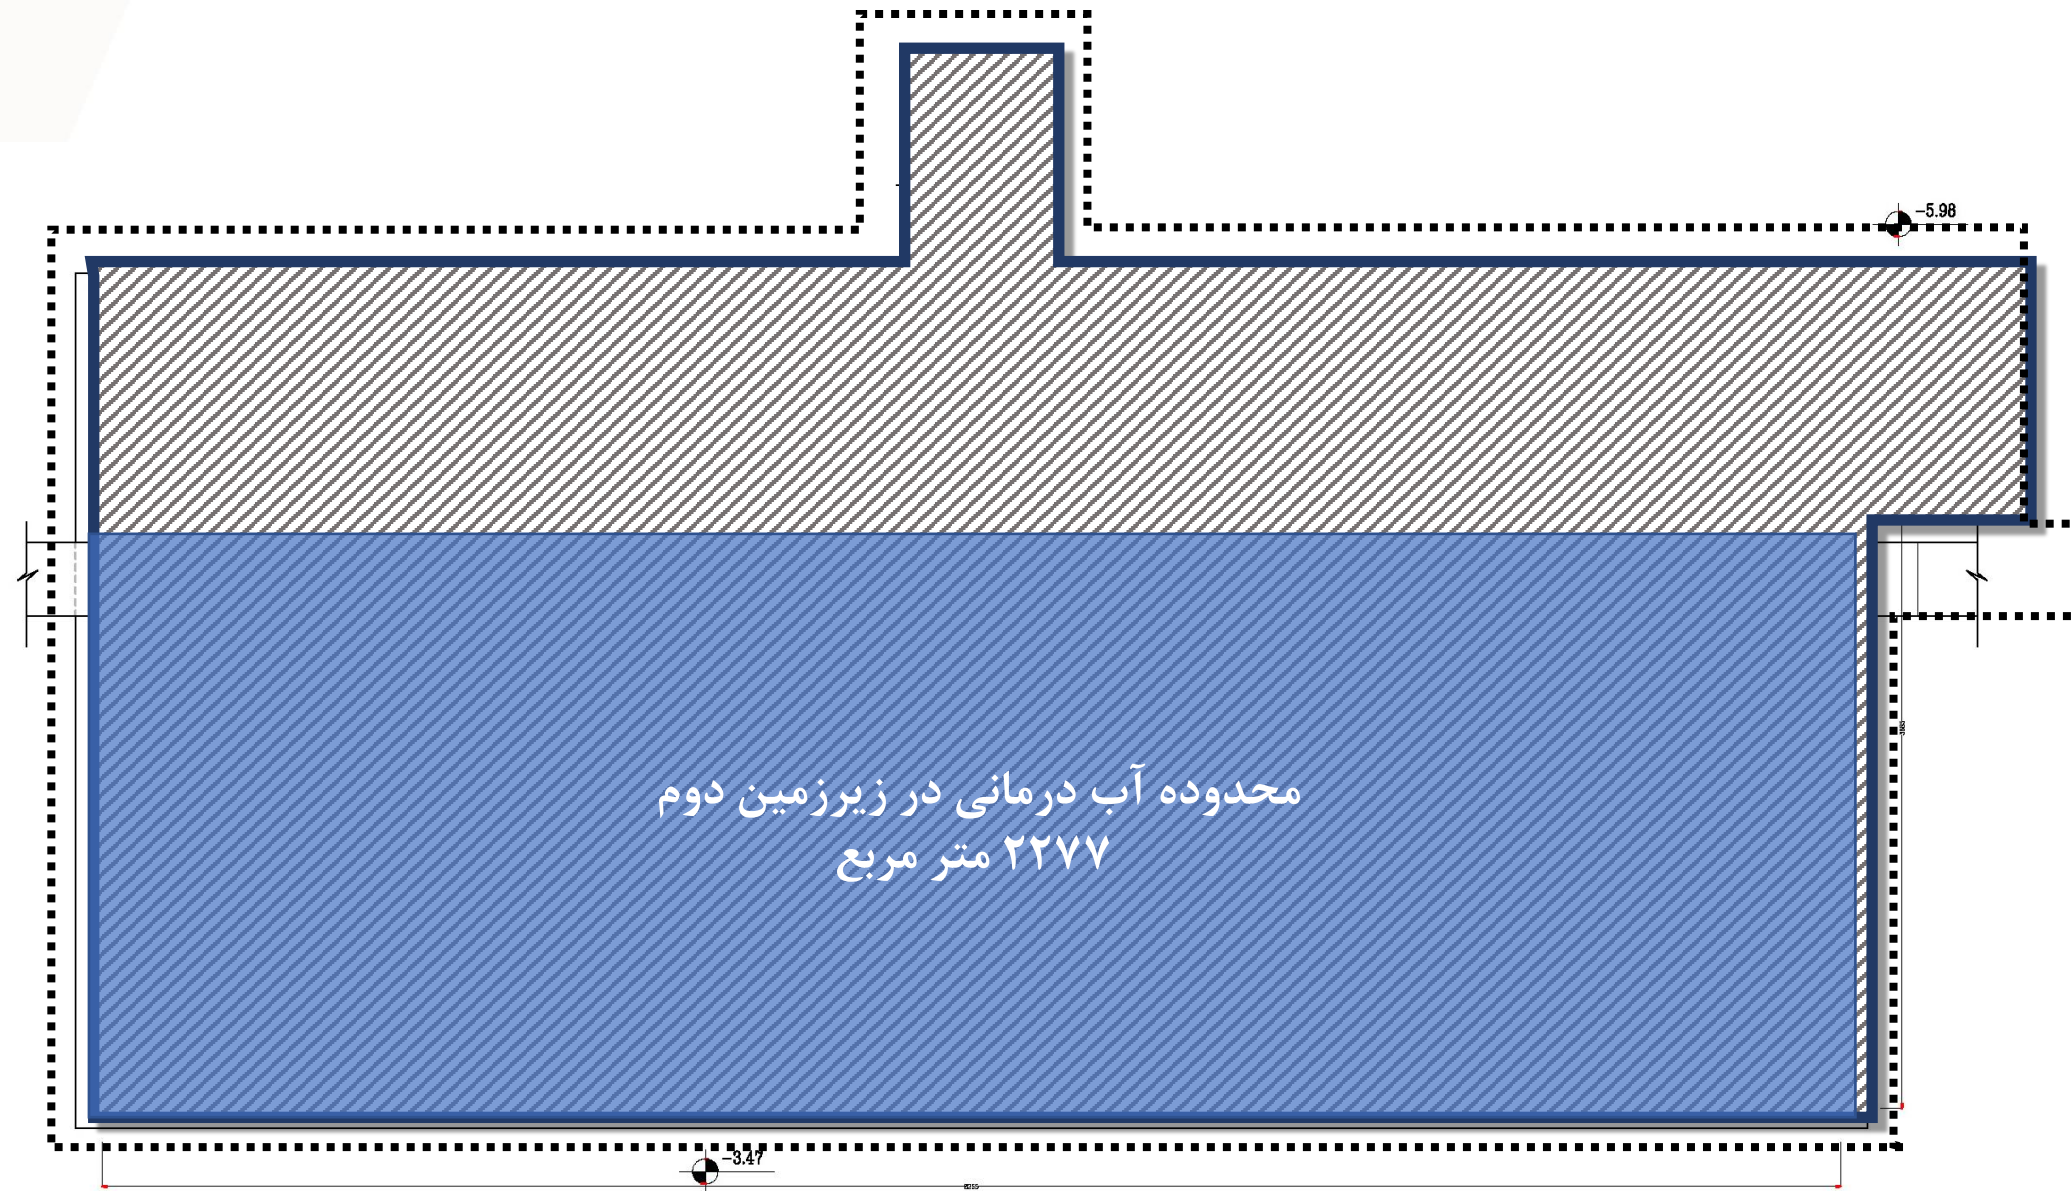 -5.98
محدوده آب درمانی در زیرزمین دوم
۲۲۷۷ متر مربع
-3.47